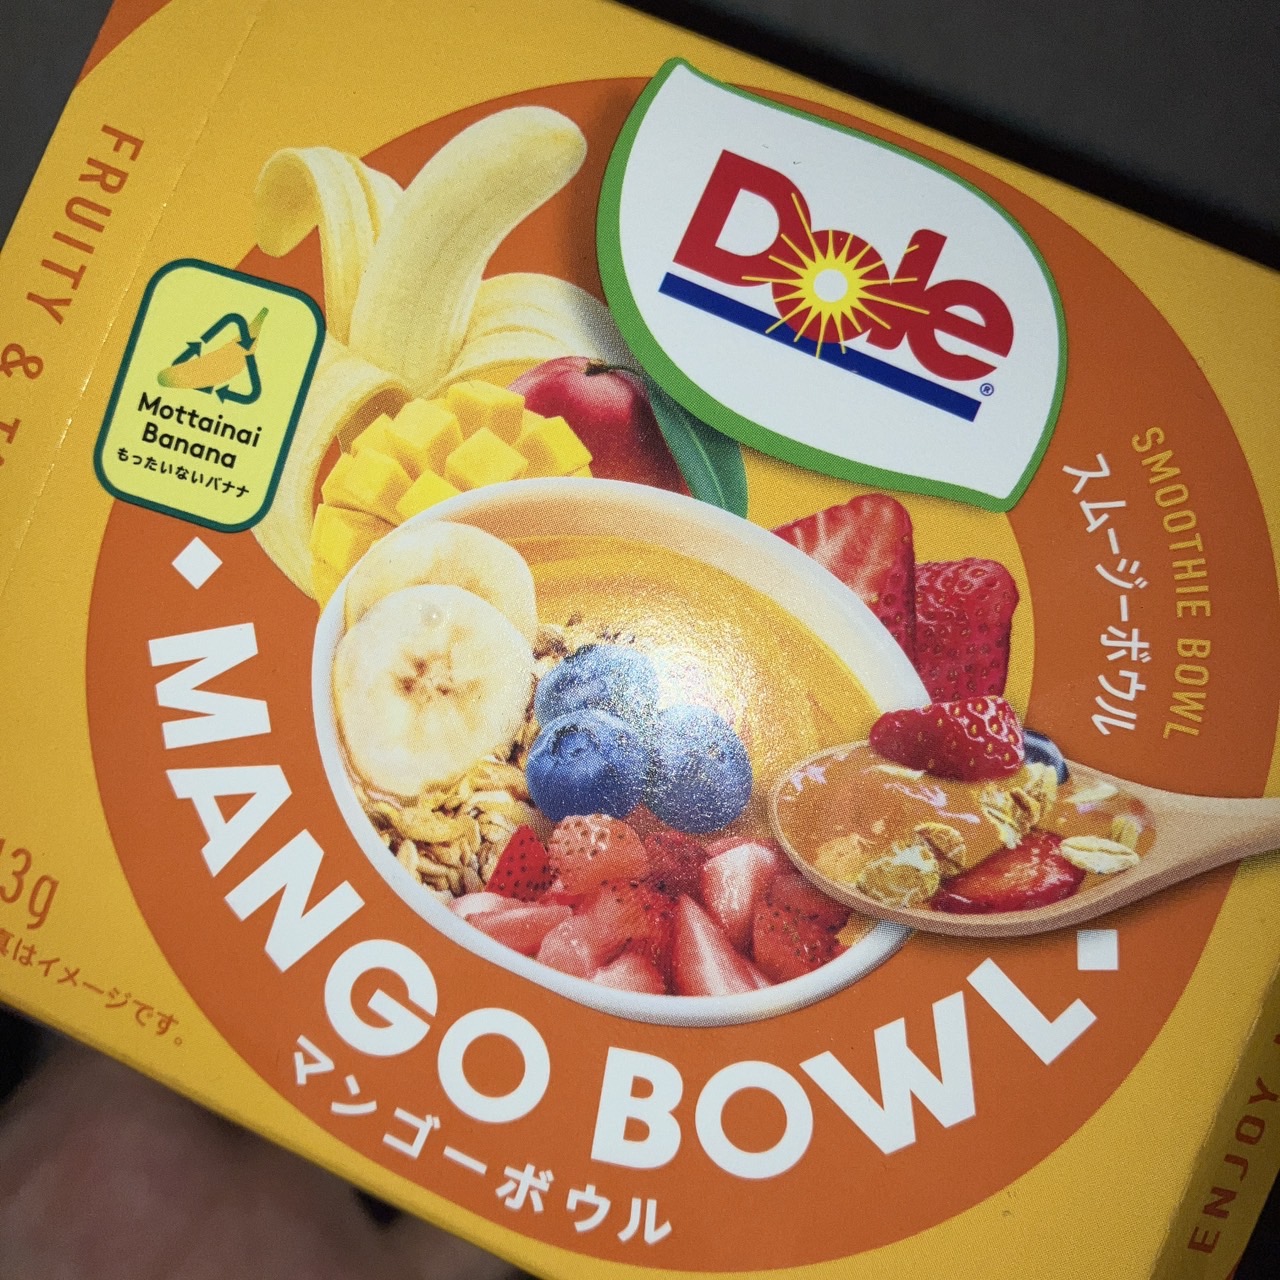 Dole
®
SMOOTHIE BOWL
スムージーボウル
FRUITY &
Mottainai
Banana
もったいないバナナ
MANGO BOWL
マンゴーボウル
3g
はイメージです。
ENJOY